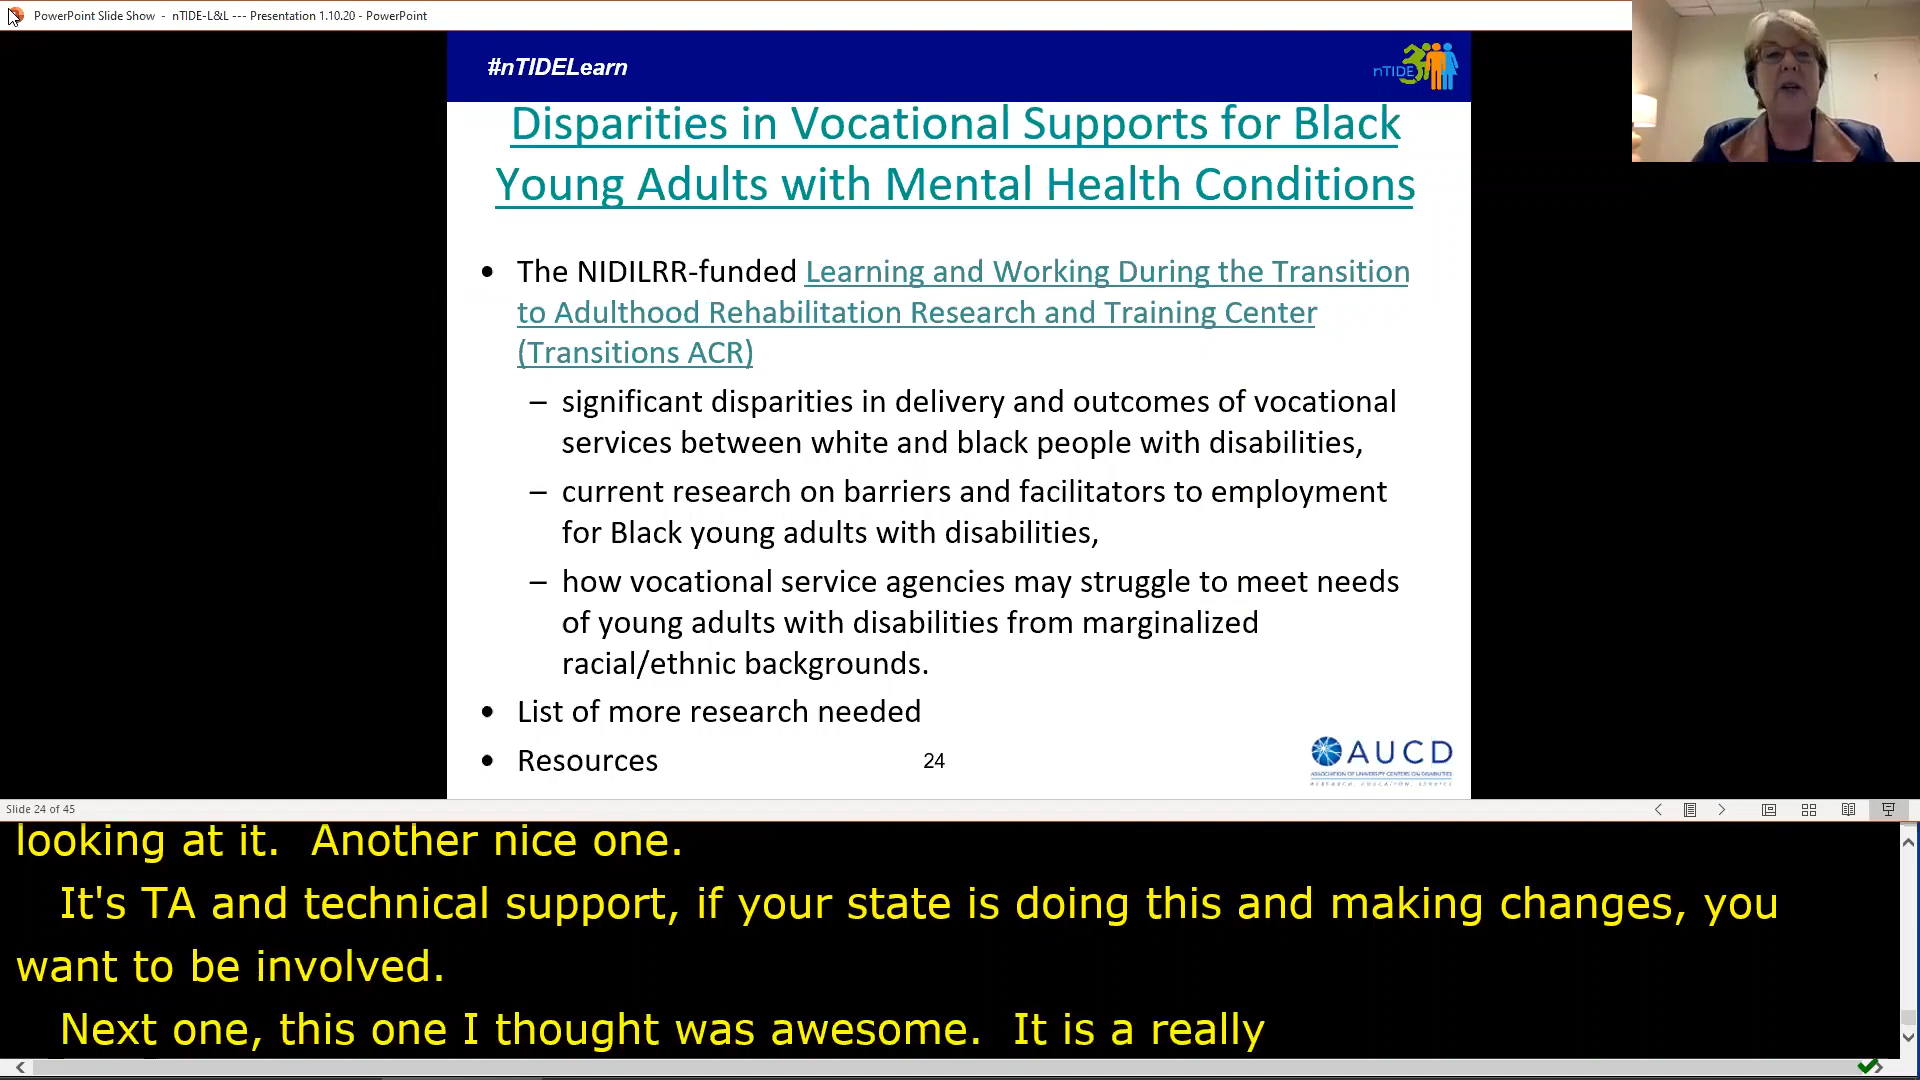 PowerPoint Slide Show - nTIDE-L&L --- Presentation 1.10.20 - PowerPoint
#nTIDELearn
nTIDE
Disparities in Vocational Supports for Black
Young Adults with Mental Health Conditions
• The NIDILRR-funded Learning and Working During the Transition
to Adulthood Rehabilitation Research and Training Center
(Transitions ACR)
– significant disparities in delivery and outcomes of vocational
services between white and black people with disabilities,
– current research on barriers and facilitators to employment
for Black young adults with disabilities,
– how vocational service agencies may struggle to meet needs
of young adults with disabilities from marginalized
racial/ethnic backgrounds.
• List of more research needed
• Resources
24
AUCD
ASSOCIATION OF UNIVERSITY CENTERS ON DISABILITIES
RESEARCH, EDUCATION, SERVICE
Slide 24 of 45
looking at it.  Another nice one.
It's TA and technical support, if your state is doing this and making changes, you
want to be involved.
Next one, this one I thought was awesome.  It is a really